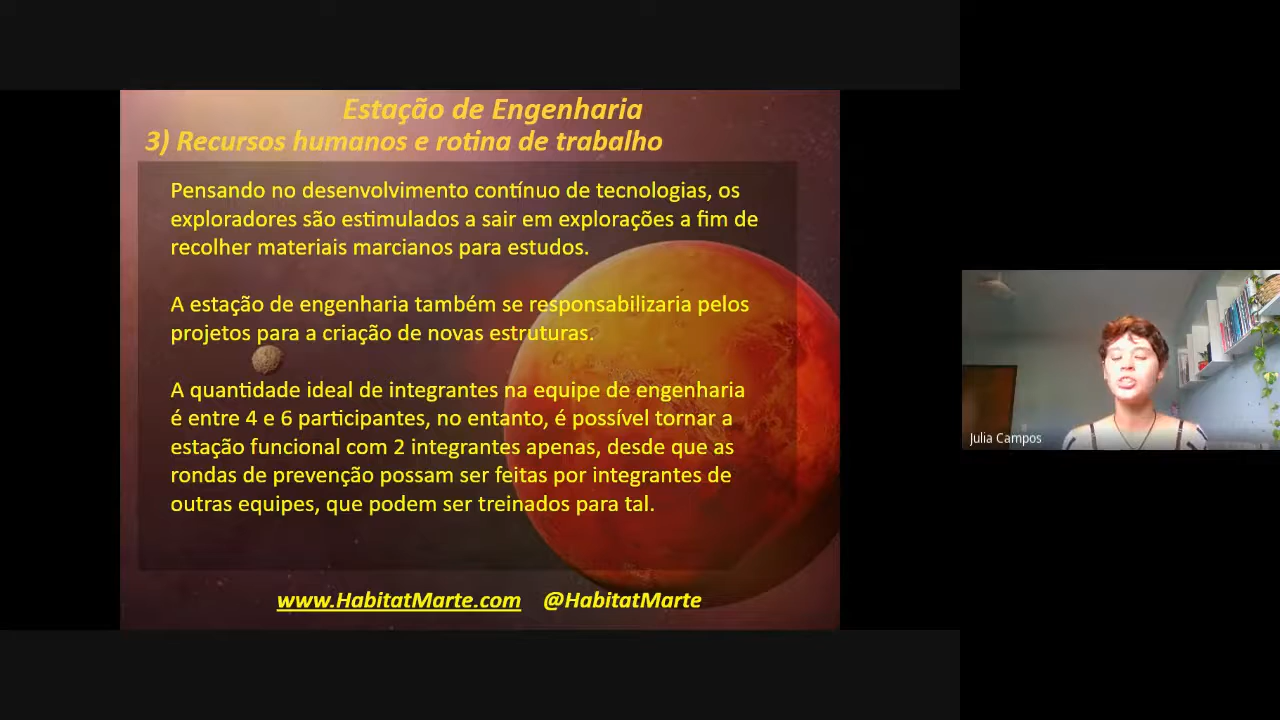 Estação de Engenharia
3) Recursos humanos e rotina de trabalho
Pensando no desenvolvimento contínuo de tecnologias, os
exploradores são estimulados a sair em explorações a fim de
recolher materiais marcianos para estudos.
A estação de engenharia também se responsabilizaria pelos
projetos para a criação de novas estruturas.
A quantidade ideal de integrantes na equipe de engenharia
é entre 4 e 6 participantes, no entanto, é possível tornar a
estação funcional com 2 integrantes apenas, desde que as
rondas de prevenção possam ser feitas por integrantes de
outras equipes, que podem ser treinados para tal.
www.HabitatMarte.com @HabitatMarte
Julia Campos